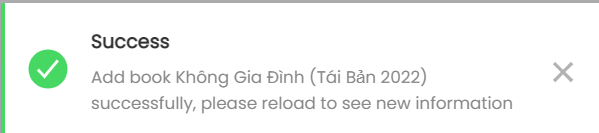 Success
Add book Không Gia Đình (Tái Bản 2022)
successfully, please reload to see new information